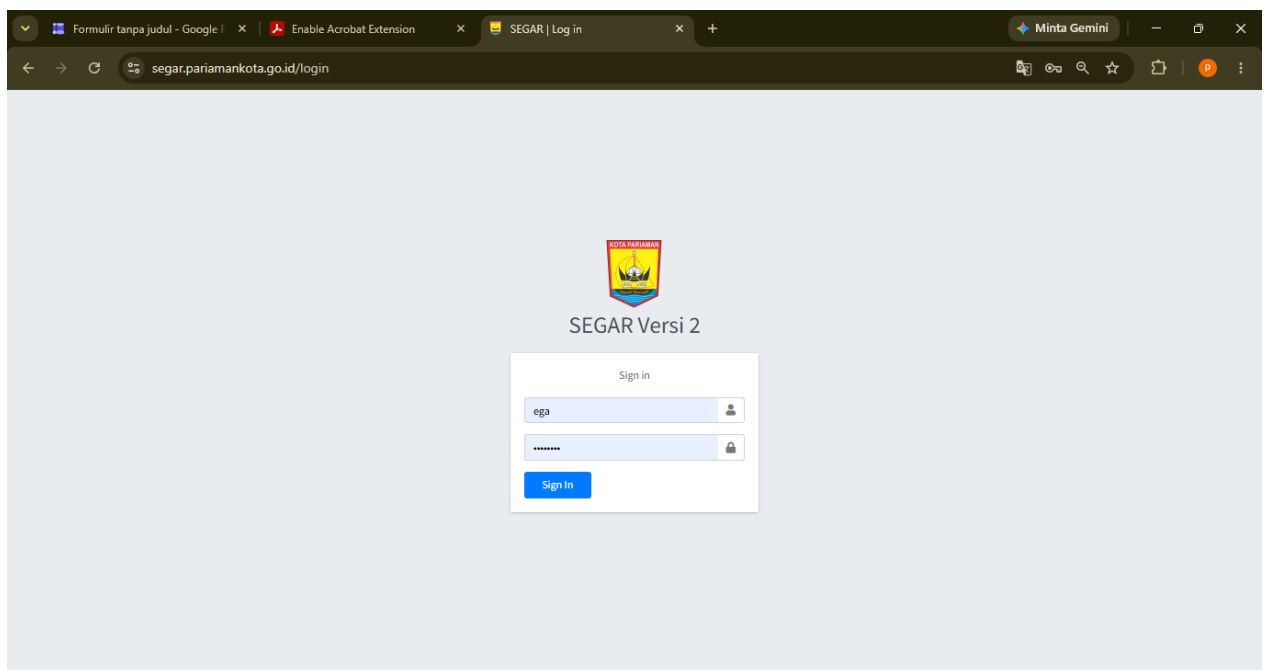 Formulir tanpa judul - Google F
Enable Acrobat Extension
SEGAR | Log in
Minta Gemini
segar.pariamankota.go.id/login
P
KOTA PARIAMAN
SEGAR Versi 2
Sign in
ega
••••••••
Sign In